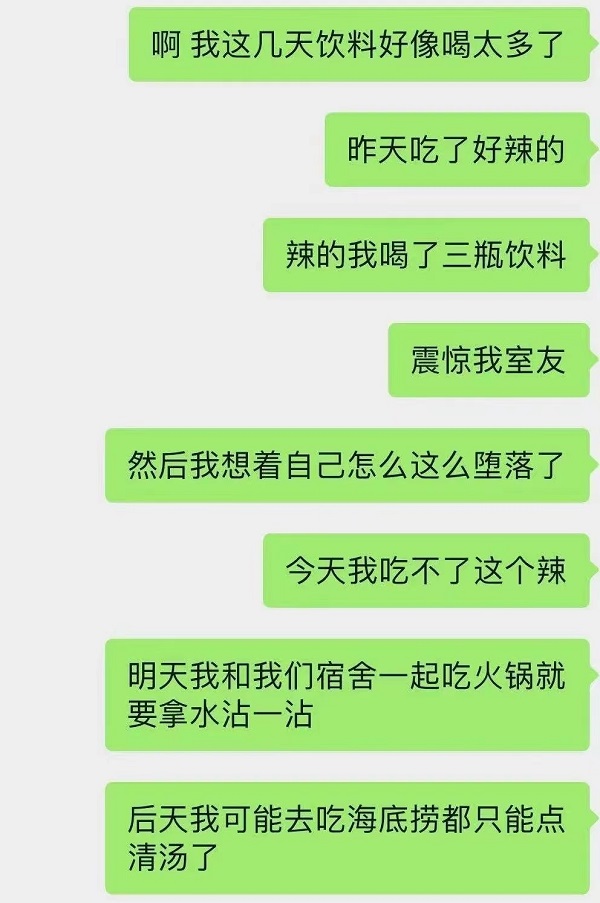 啊 我这几天饮料好像喝太多了
昨天吃了好辣的
辣的我喝了三瓶饮料
震惊我室友
然后我想着自己怎么这么堕落了
今天我吃不了这个辣
明天我和我们宿舍一起吃火锅就
要拿水沾一沾
后天我可能去吃海底捞都只能点
清汤了